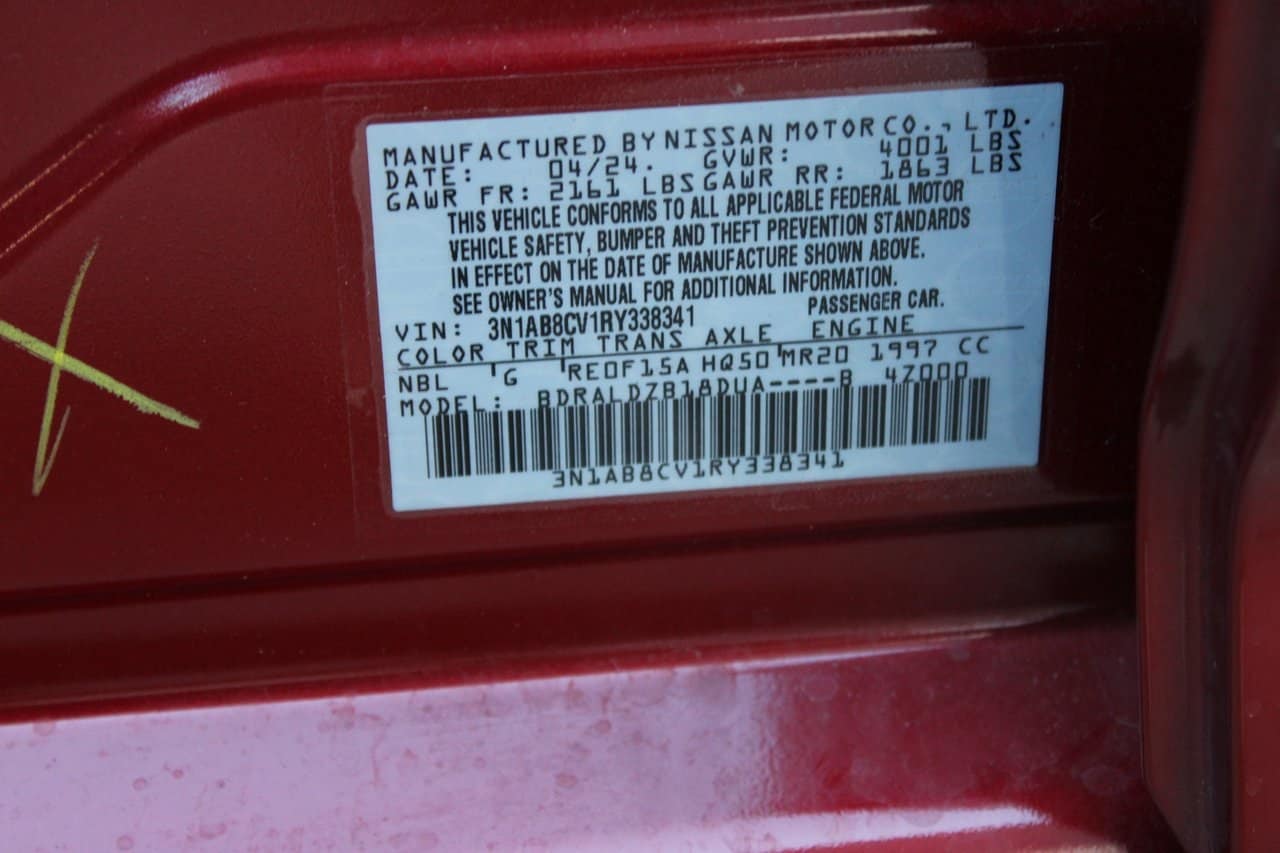 MANUFACTURED BY NISSAN MOTOR CO., LTD.
DATE: 04/24. GVWR: 4001 LBS
GAWR FR: 2161 LBS GAWR RR: 1863 LBS
THIS VEHICLE CONFORMS TO ALL APPLICABLE FEDERAL MOTOR
VEHICLE SAFETY, BUMPER AND THEFT PREVENTION STANDARDS
IN EFFECT ON THE DATE OF MANUFACTURE SHOWN ABOVE.
SEE OWNER'S MANUAL FOR ADDITIONAL INFORMATION.
VIN: 3N1AB8CV1RY338341 PASSENGER CAR.
COLOR TRIM TRANS AXLE ENGINE
NBL G RE0F15A HQ50 MR20 1997 CC
MODEL: BDRALDZB18DUA----B 4Z000
3N1AB8CV1RY338341